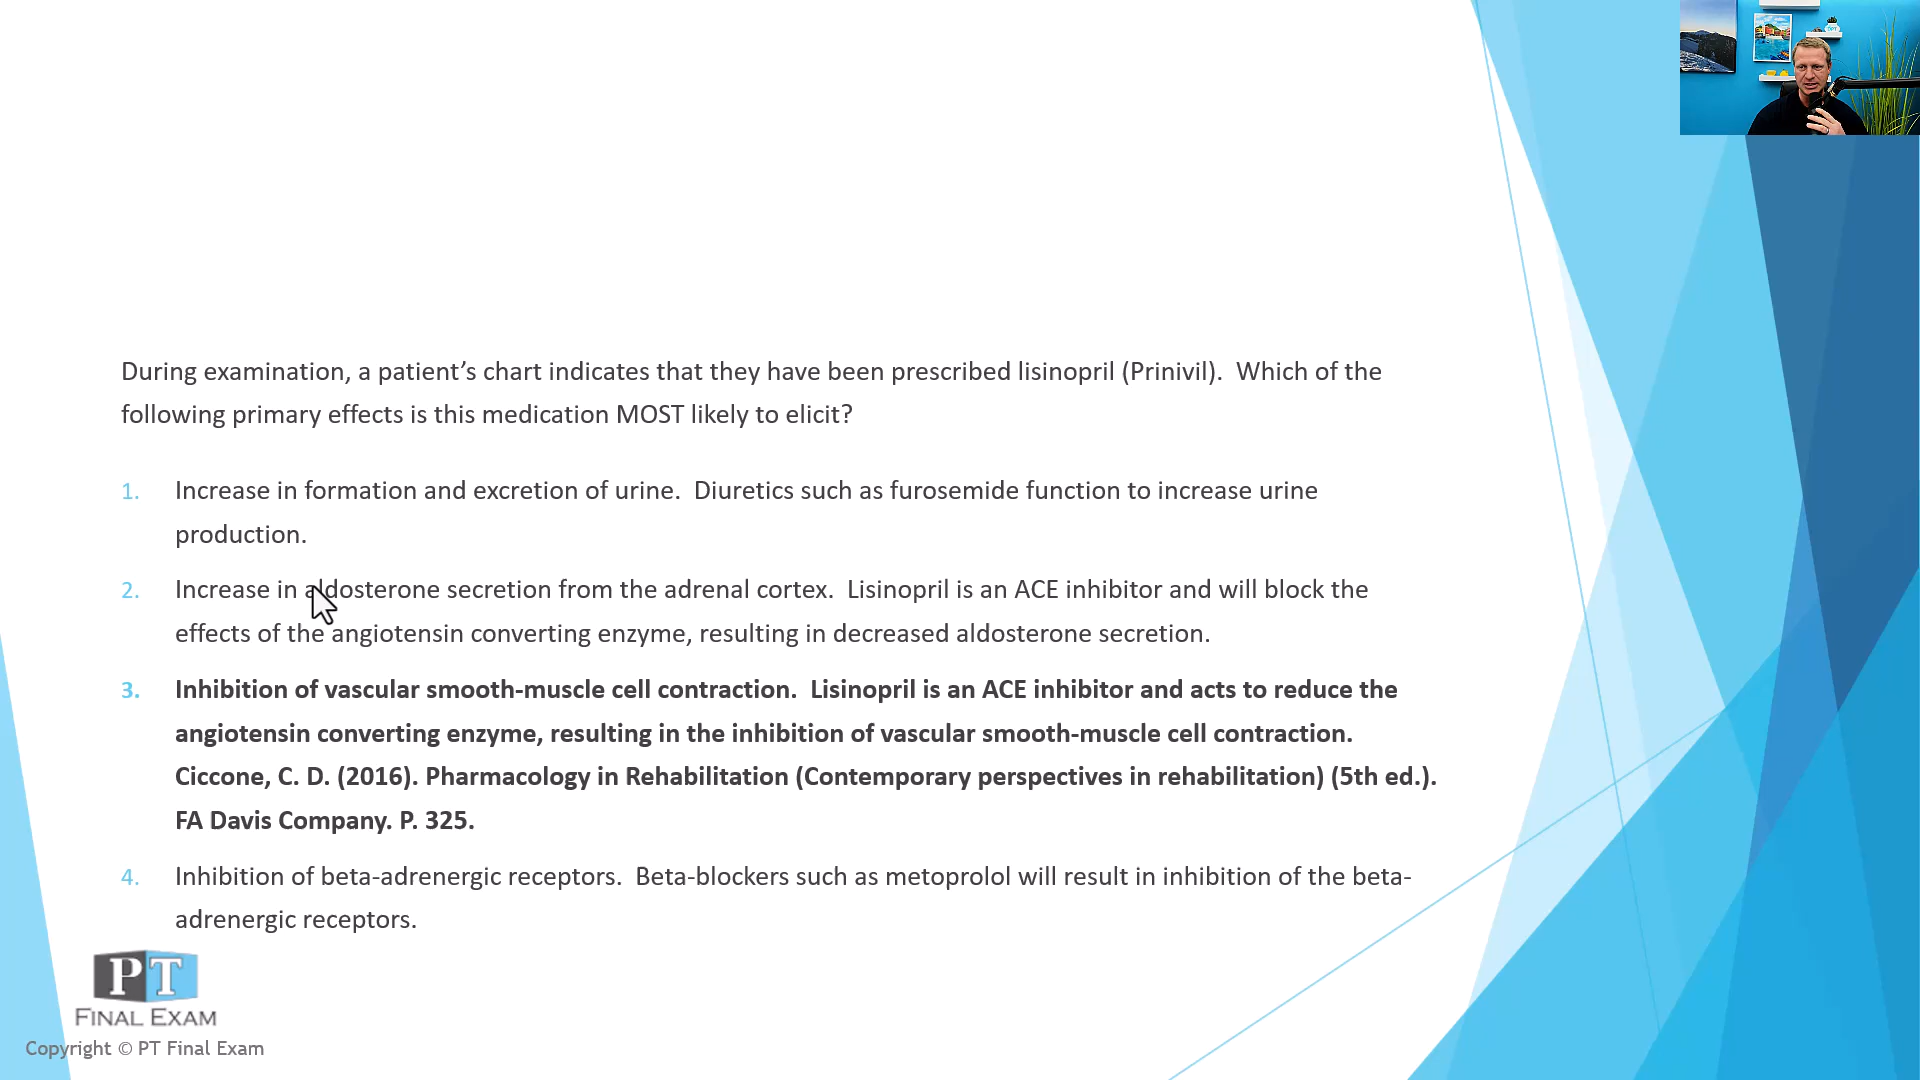 During examination, a patient’s chart indicates that they have been prescribed lisinopril (Prinivil).  Which of the
following primary effects is this medication MOST likely to elicit?
1. Increase in formation and excretion of urine.  Diuretics such as furosemide function to increase urine
production.
2. Increase in aldosterone secretion from the adrenal cortex.  Lisinopril is an ACE inhibitor and will block the
effects of the angiotensin converting enzyme, resulting in decreased aldosterone secretion.
3. Inhibition of vascular smooth-muscle cell contraction.  Lisinopril is an ACE inhibitor and acts to reduce the
angiotensin converting enzyme, resulting in the inhibition of vascular smooth-muscle cell contraction.
Ciccone, C. D. (2016). Pharmacology in Rehabilitation (Contemporary perspectives in rehabilitation) (5th ed.).
FA Davis Company. P. 325.
4. Inhibition of beta-adrenergic receptors.  Beta-blockers such as metoprolol will result in inhibition of the beta-
adrenergic receptors.
PT
FINAL EXAM
Copyright © PT Final Exam